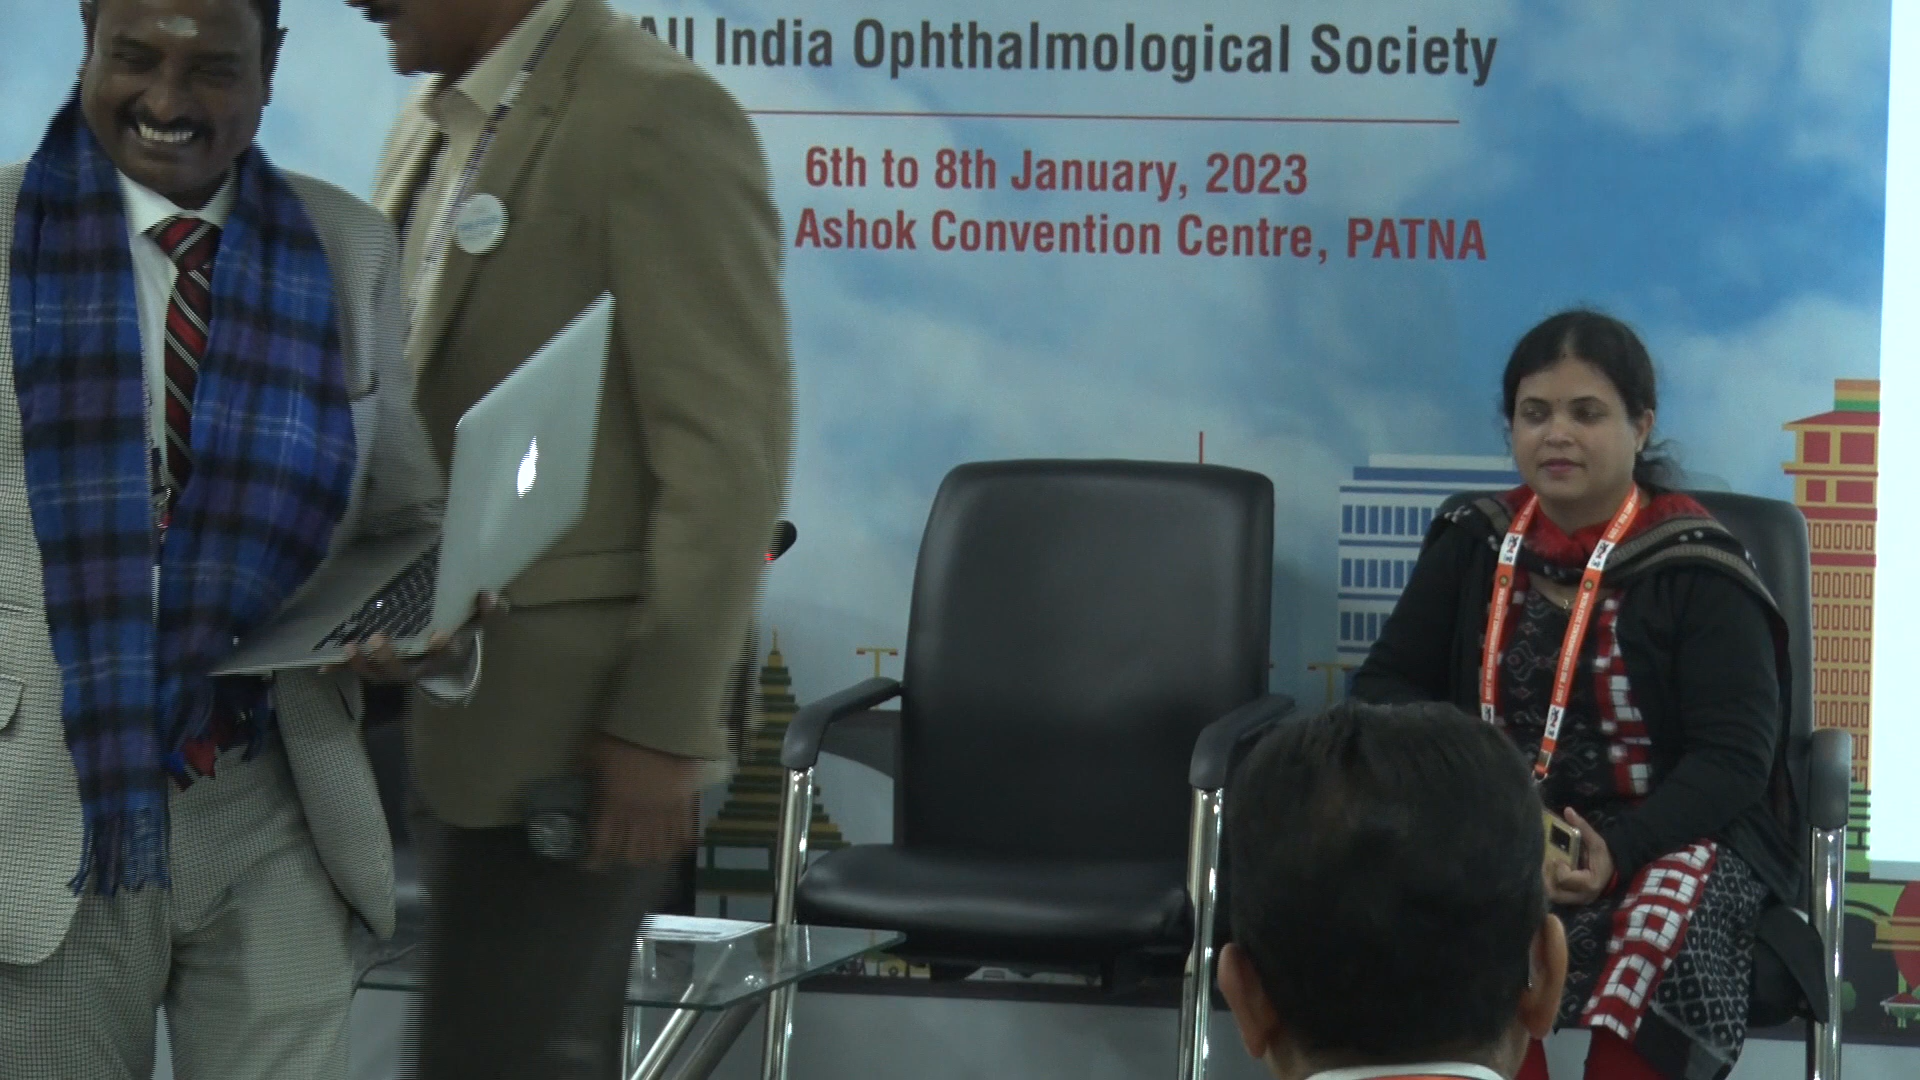 All India Ophthalmological Society
6th to 8th January, 2023
Ashok Convention Centre, PATNA